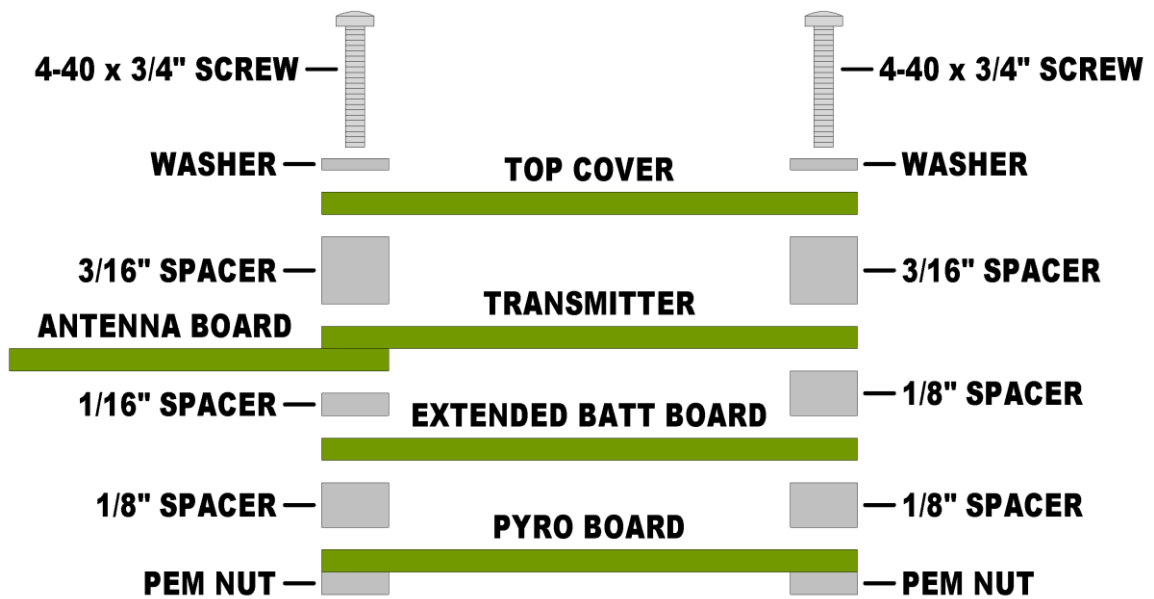 4-40 x 3/4" SCREW
4-40 x 3/4" SCREW
WASHER
TOP COVER
WASHER
3/16" SPACER
3/16" SPACER
TRANSMITTER
ANTENNA BOARD
1/16" SPACER
EXTENDED BATT BOARD
1/8" SPACER
1/8" SPACER
PYRO BOARD
1/8" SPACER
PEM NUT
PEM NUT